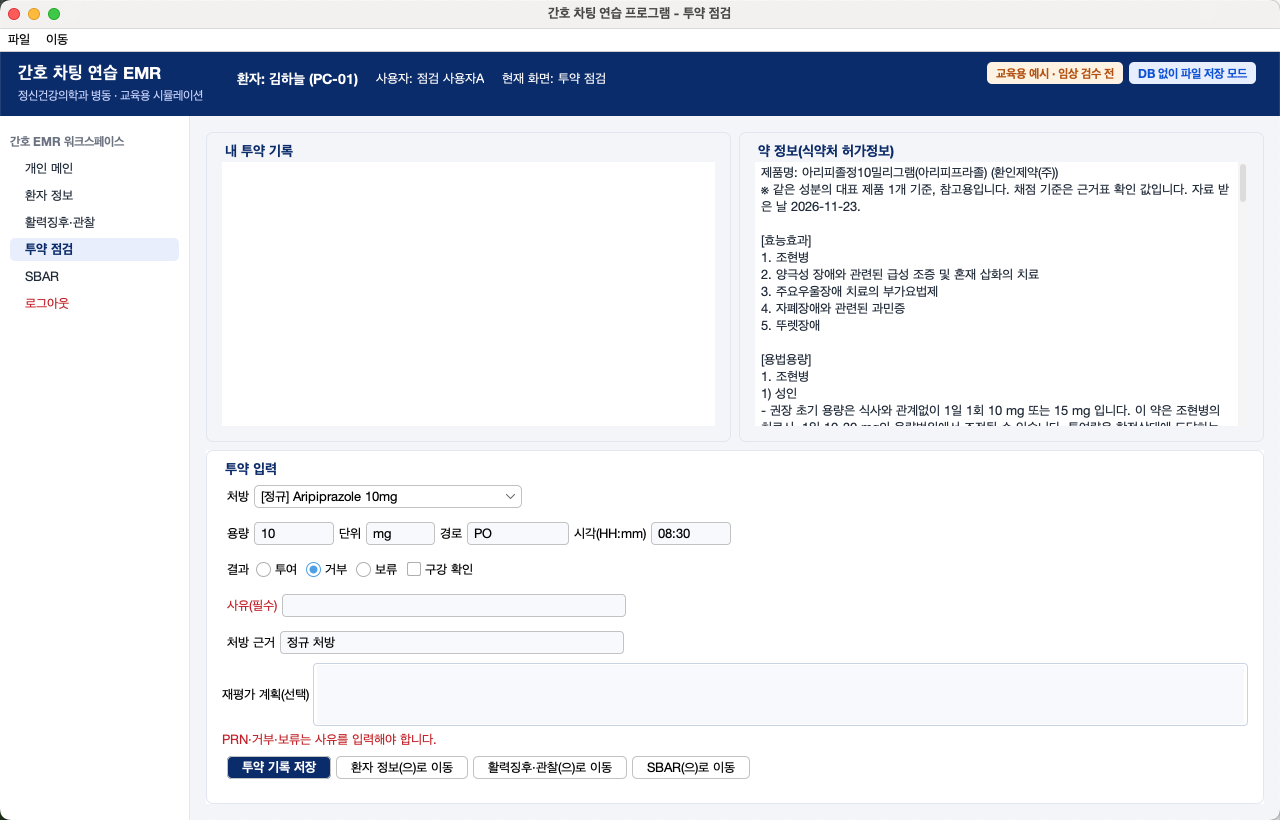 간호 차팅 연습 프로그램 - 투약 점검
파일 이동
간호 차팅 연습 EMR
정신건강의학과 병동 · 교육용 시뮬레이션
환자: 김하늘 (PC-01) 사용자: 점검 사용자A 현재 화면: 투약 점검
교육용 예시 · 임상 검수 전
DB 없이 파일 저장 모드
간호 EMR 워크스페이스
개인 메인
환자 정보
활력징후·관찰
투약 점검
SBAR
로그아웃
내 투약 기록
약 정보(식약처 허가정보)
제품명: 아리피졸정10밀리그램(아리피프라졸) (환인제약(주))
※ 같은 성분의 대표 제품 1개 기준, 참고용입니다. 채점 기준은 근거표 확인 값입니다. 자료 받
은 날 2026-11-23.
[효능효과]
1. 조현병
2. 양극성 장애와 관련된 급성 조증 및 혼재 삽화의 치료
3. 주요우울장애 치료의 부가요법제
4. 자폐장애와 관련된 과민증
5. 뚜렛장애
[용법용량]
1. 조현병
1) 성인
- 권장 초기 용량은 식사와 관계없이 1일 1회 10 mg 또는 15 mg 입니다. 이 약은 조현병의
투약 입력
처방 [정규] Aripiprazole 10mg
용량 10 단위 mg 경로 PO 시각(HH:mm) 08:30
결과 투여 거부 보류 구강 확인
사유(필수)
처방 근거 정규 처방
재평가 계획(선택)
PRN·거부·보류는 사유를 입력해야 합니다.
투약 기록 저장 환자 정보(으)로 이동 활력징후·관찰(으)로 이동 SBAR(으)로 이동